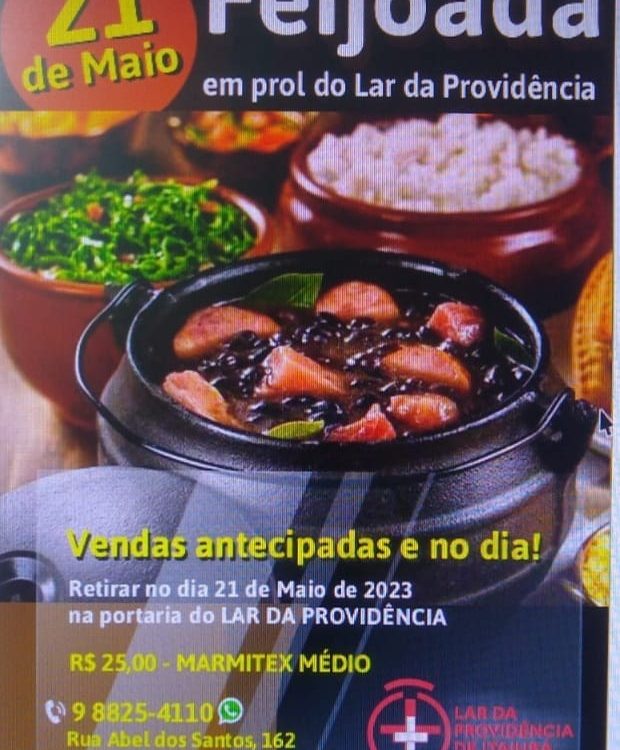 21
de Maio
Feijoada
em prol do Lar da Providência
Vendas antecipadas e no dia!
Retirar no dia 21 de Maio de 2023
na portaria do LAR DA PROVIDÊNCIA
R$ 25,00 - MARMITEX MÉDIO
9 8825-4110
Rua Abel dos Santos, 162
LAR DA
PROVIDÊNCIA